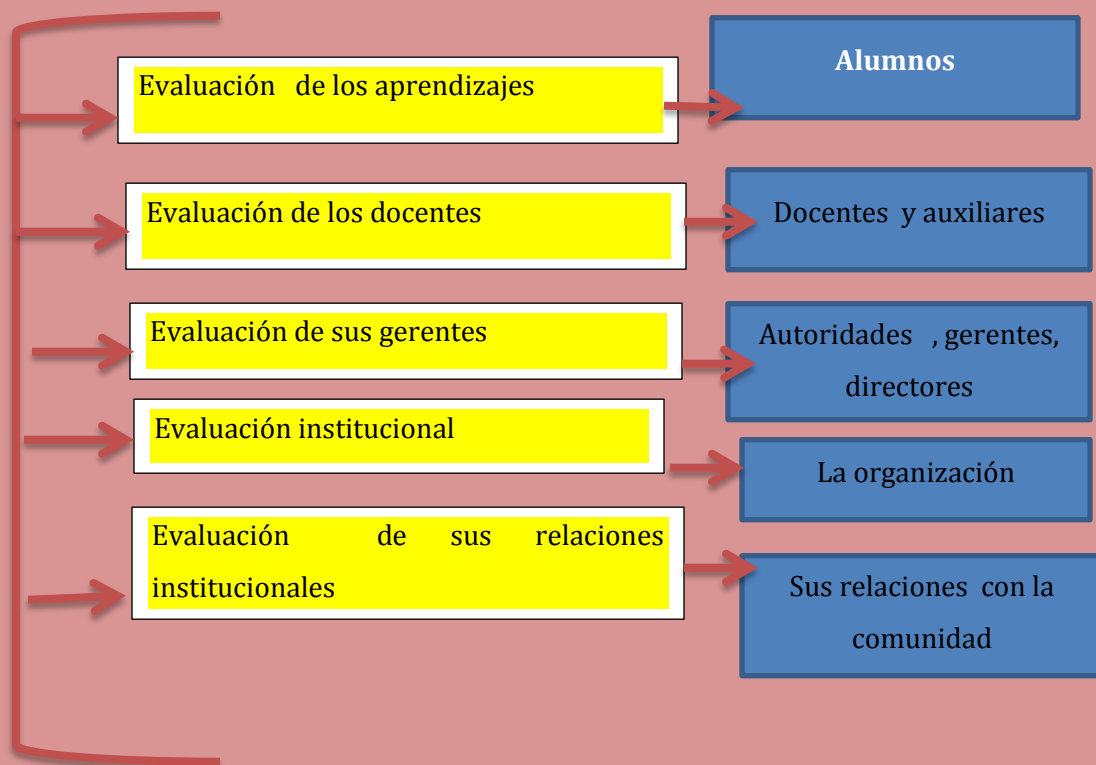 Evaluación de los aprendizajes
Alumnos
Evaluación de los docentes
Docentes y auxiliares
Evaluación de sus gerentes
Autoridades , gerentes,
directores
Evaluación institucional
La organización
Evaluación de sus relaciones
institucionales
Sus relaciones con la
comunidad